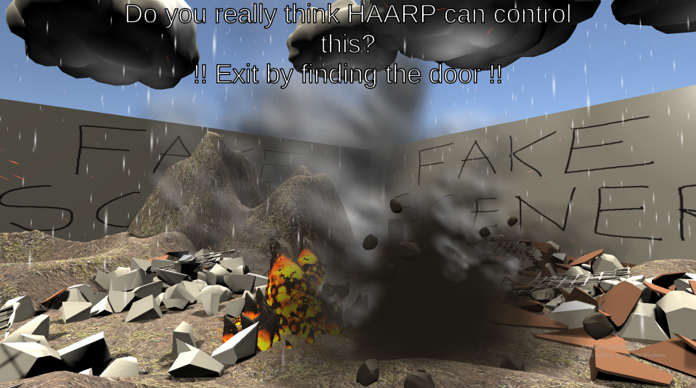 Do you really think HAARP can control
this?
!! Exit by finding the door !!
FAKE
FAKE
SCENER